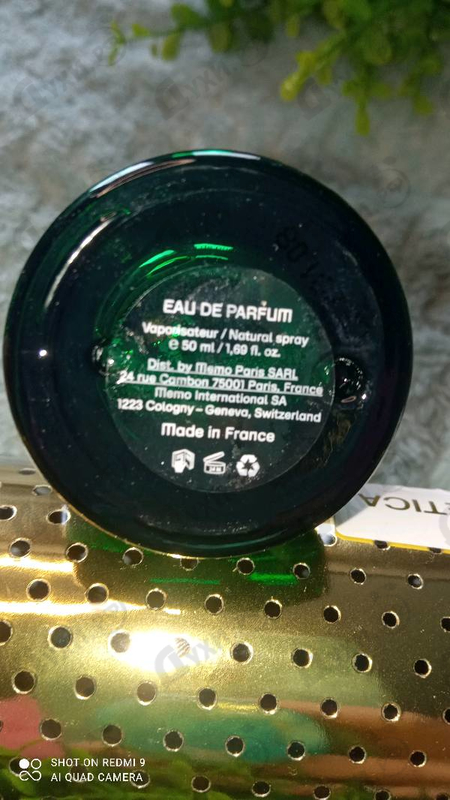 EAU DE PARFUM
Vaporisateur / Natural spray
e 50 ml / 1,69 fl. oz.
Dist. by Memo Paris SARL
24 rue Cambon 75001 Paris, France
Memo International SA
1223 Cologny – Geneva, Switzerland
Made in France
ETICA
SHOT ON REDMI 9
AI QUAD CAMERA